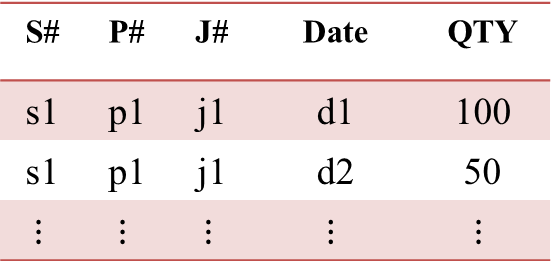 S# P# J# Date QTY
s1 p1 j1 d1 100
s1 p1 j1 d2 50
⋮ ⋮ ⋮ ⋮ ⋮